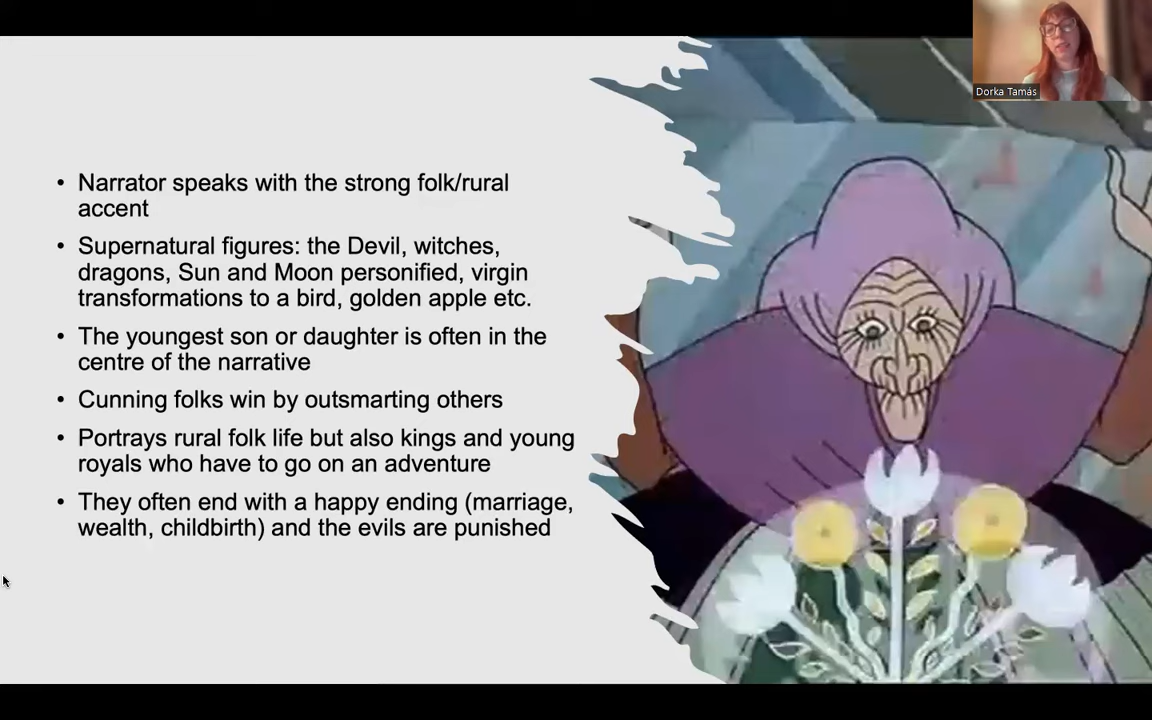 Dorka Tamás
• Narrator speaks with the strong folk/rural
accent
• Supernatural figures: the Devil, witches,
dragons, Sun and Moon personified, virgin
transformations to a bird, golden apple etc.
• The youngest son or daughter is often in the
centre of the narrative
• Cunning folks win by outsmarting others
• Portrays rural folk life but also kings and young
royals who have to go on an adventure
• They often end with a happy ending (marriage,
wealth, childbirth) and the evils are punished